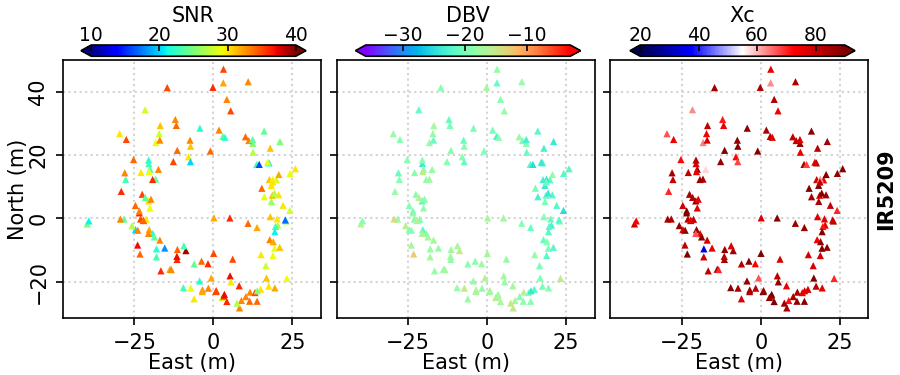 SNR DBV Xc
10 20 30 40 −30 −20 −10 20 40 60 80
40
20
0
−20
North (m)
IR5209
−25 0 25 −25 0 25 −25 0 25
East (m) East (m) East (m)